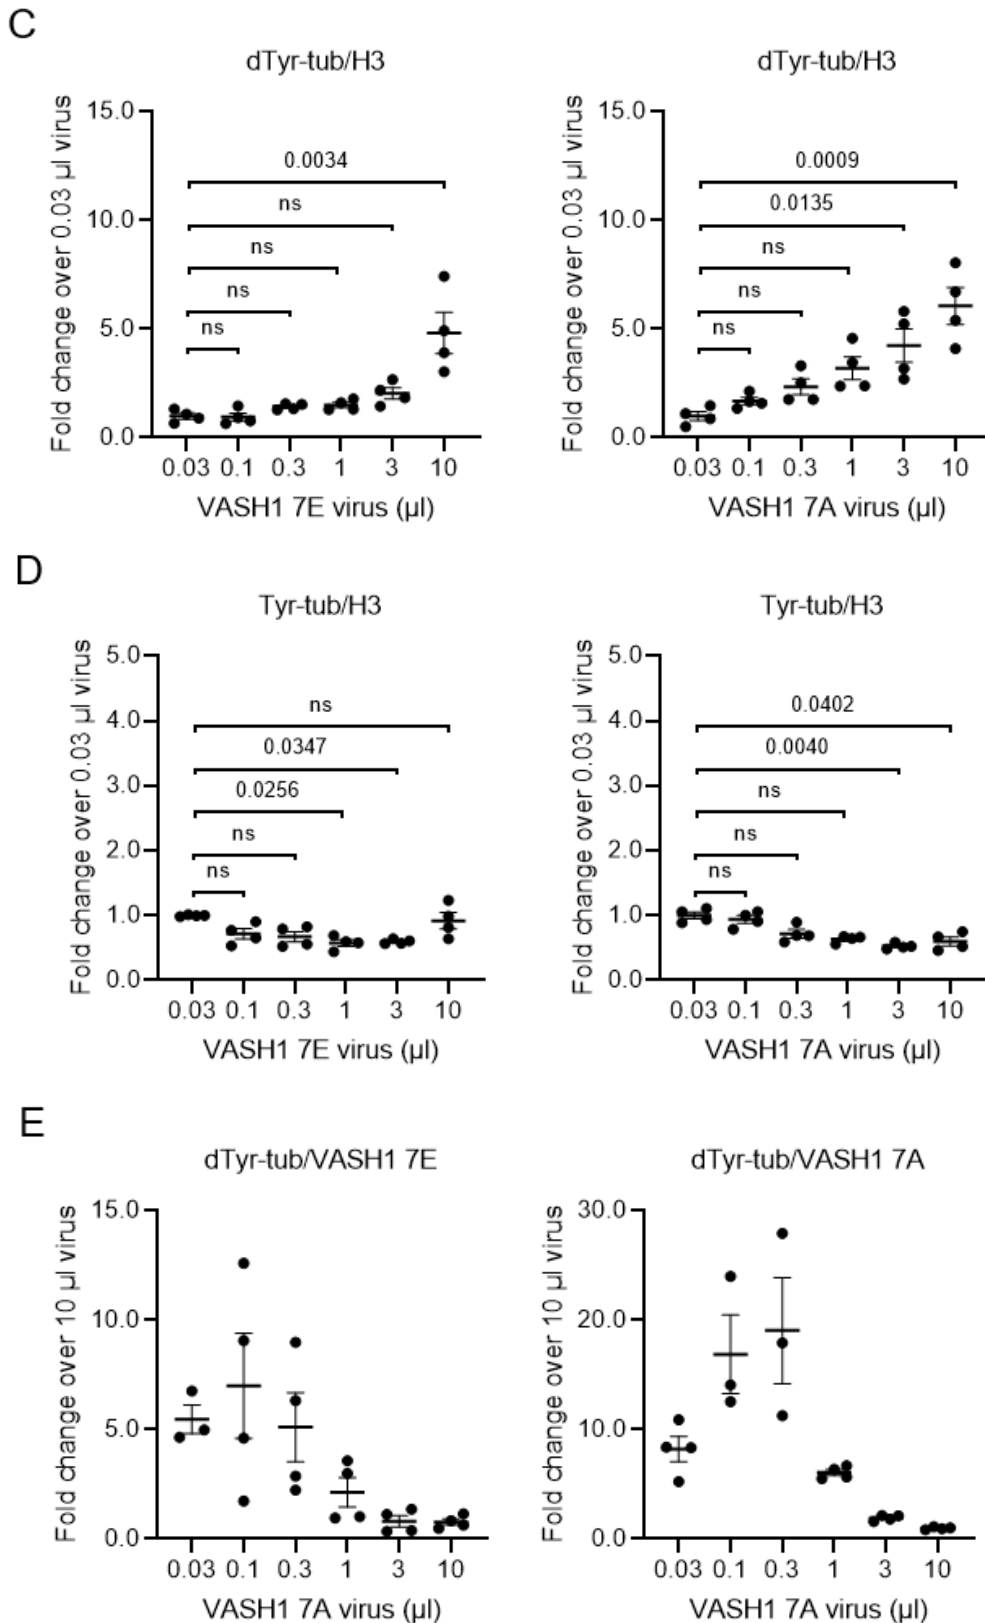 C
dTyr-tub/H3
dTyr-tub/H3
Fold change over 0.03 µl virus
15.0
10.0
5.0
0.0
0.0034
ns
ns
ns
ns
0.03 0.1 0.3 1 3 10
VASH1 7E virus (µl)
Fold change over 0.03 µl virus
15.0
10.0
5.0
0.0
0.0009
0.0135
ns
ns
ns
0.03 0.1 0.3 1 3 10
VASH1 7A virus (µl)
D
Tyr-tub/H3
Tyr-tub/H3
Fold change over 0.03 µl virus
5.0
4.0
3.0
2.0
1.0
0.0
ns
0.0347
0.0256
ns
ns
0.03 0.1 0.3 1 3 10
VASH1 7E virus (µl)
Fold change over 0.03 µl virus
5.0
4.0
3.0
2.0
1.0
0.0
0.0402
0.0040
ns
ns
ns
0.03 0.1 0.3 1 3 10
VASH1 7A virus (µl)
E
dTyr-tub/VASH1 7E
dTyr-tub/VASH1 7A
Fold change over 10 µl virus
15.0
10.0
5.0
0.0
0.03 0.1 0.3 1 3 10
VASH1 7A virus (µl)
Fold change over 10 µl virus
30.0
20.0
10.0
0.0
0.03 0.1 0.3 1 3 10
VASH1 7A virus (µl)